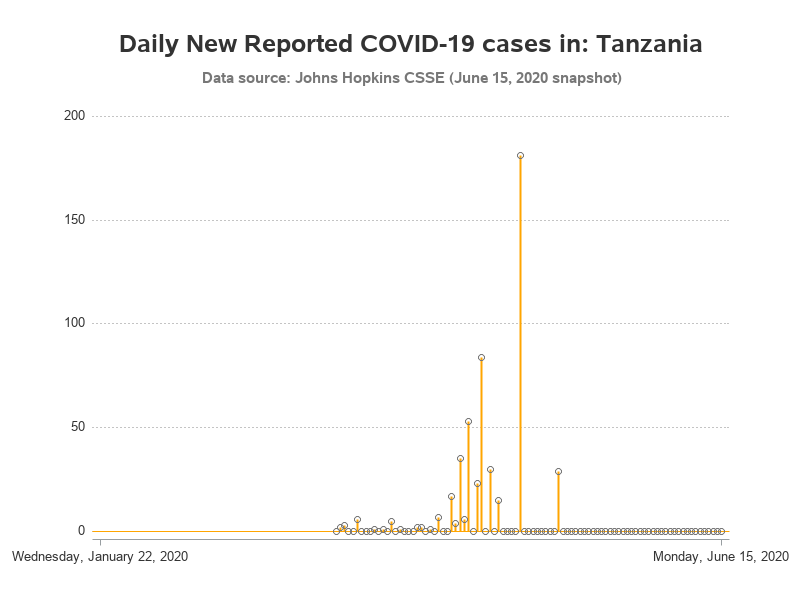 Daily New Reported COVID-19 cases in: Tanzania
Data source: Johns Hopkins CSSE (June 15, 2020 snapshot)
200
150
100
50
0
Wednesday, January 22, 2020 Monday, June 15, 2020